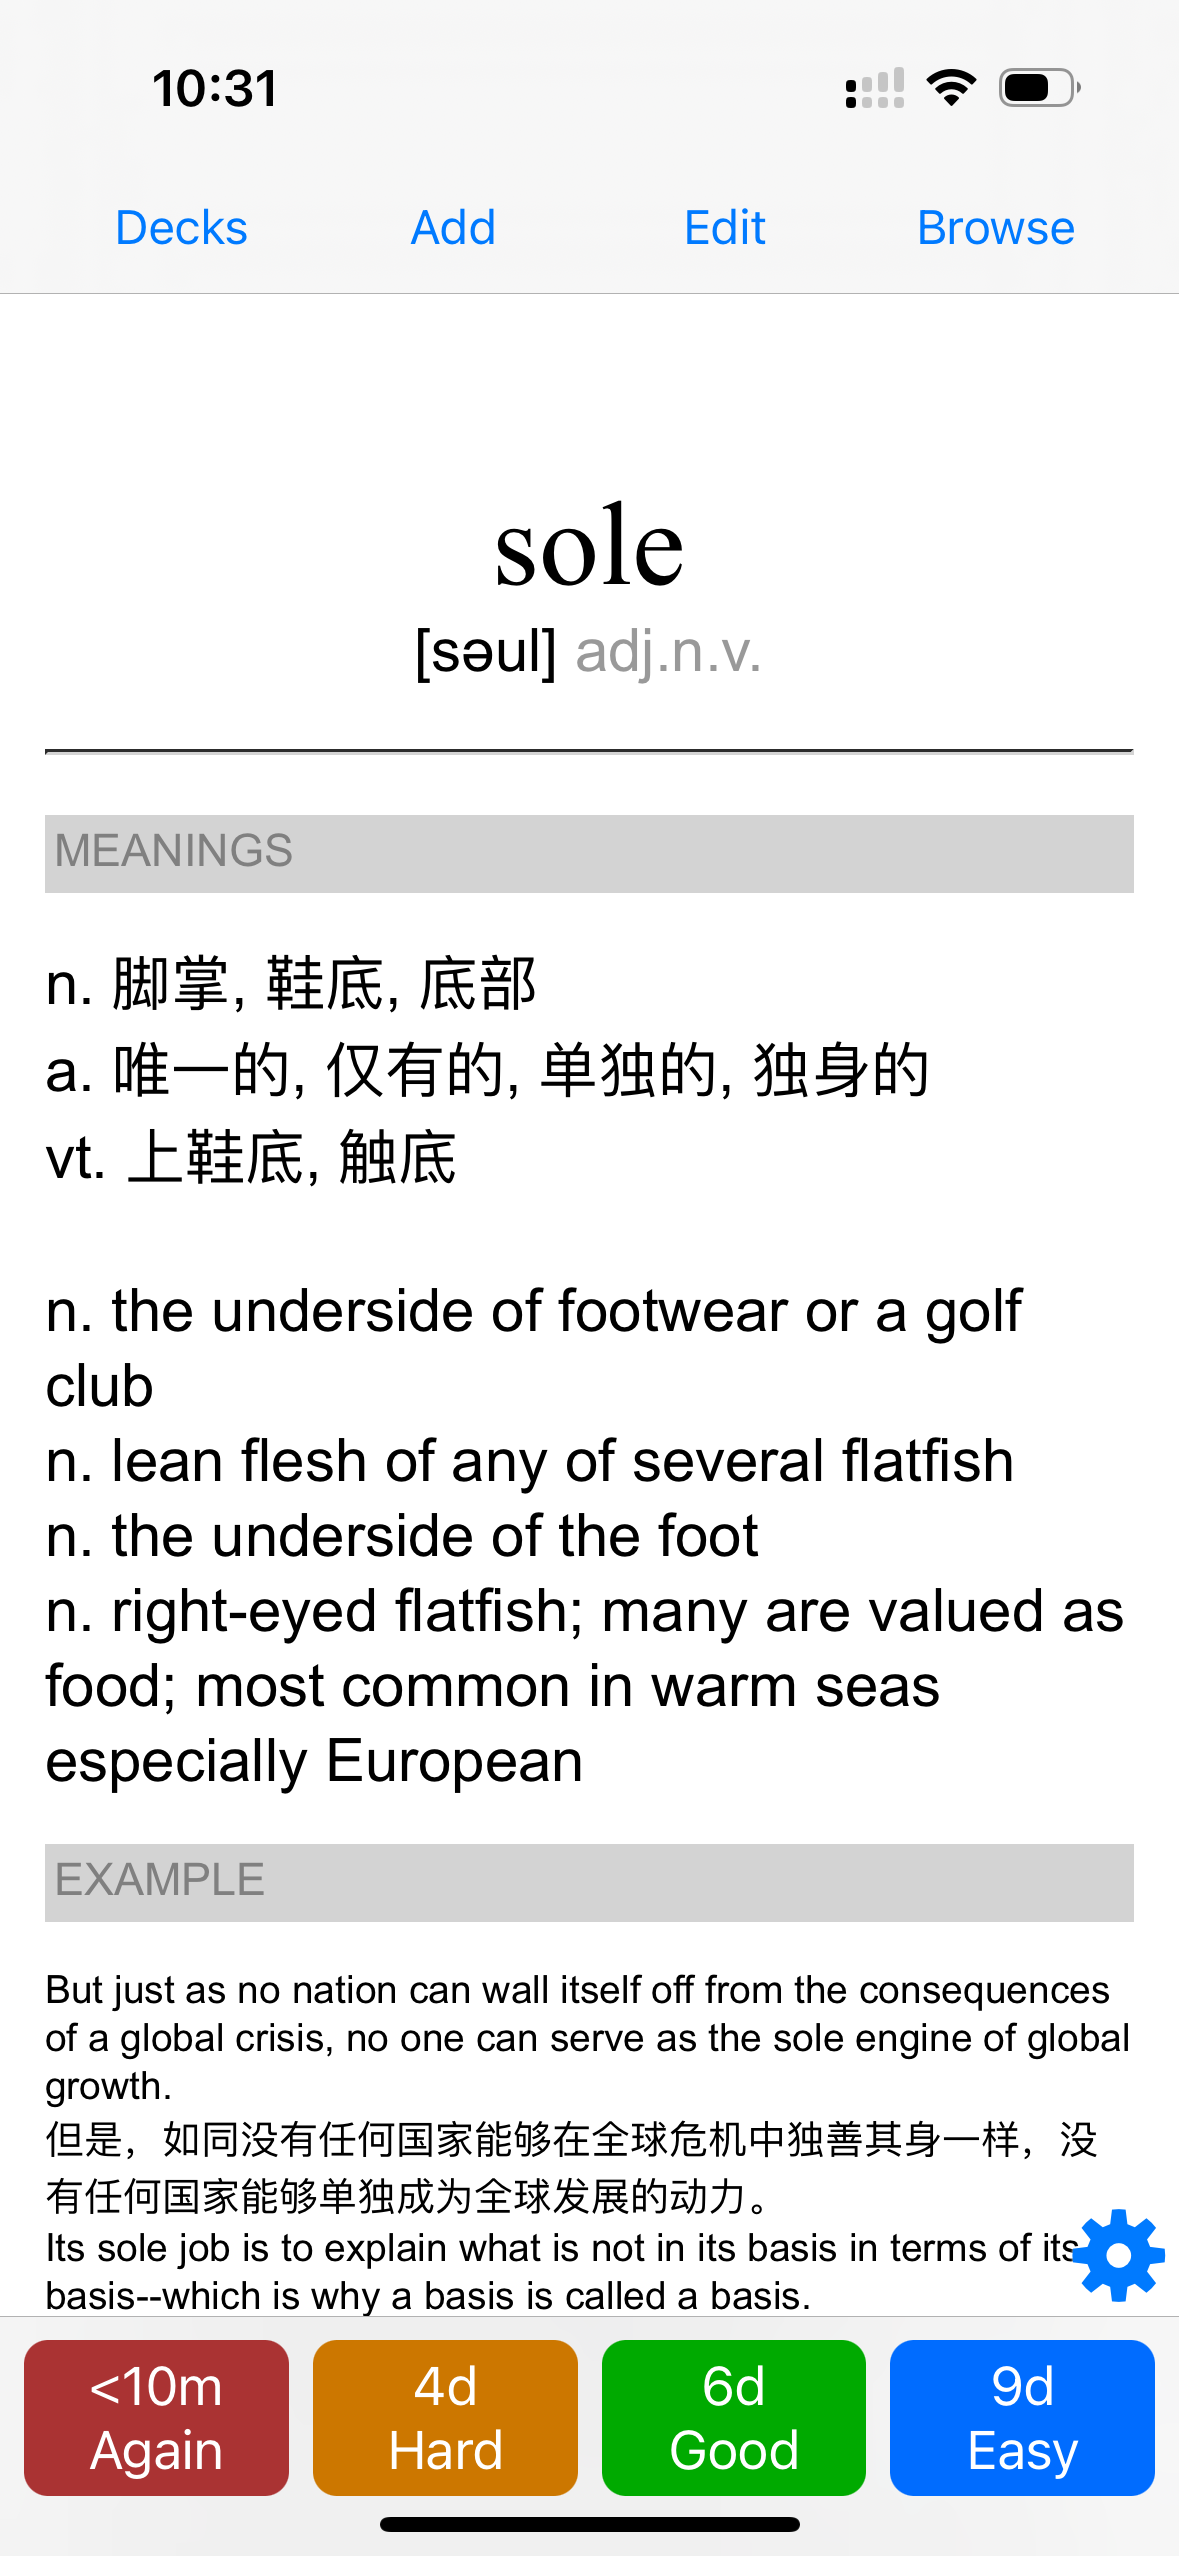 10:31
Decks Add Edit Browse
sole
[səul] adj.n.v.
MEANINGS
n. 脚掌, 鞋底, 底部
a. 唯一的, 仅有的, 单独的, 独身的
vt. 上鞋底, 触底
n. the underside of footwear or a golf
club
n. lean flesh of any of several flatfish
n. the underside of the foot
n. right-eyed flatfish; many are valued as
food; most common in warm seas
especially European
EXAMPLE
But just as no nation can wall itself off from the consequences
of a global crisis, no one can serve as the sole engine of global
growth.
但是，如同没有任何国家能够在全球危机中独善其身一样，没
有任何国家能够单独成为全球发展的动力。
Its sole job is to explain what is not in its basis in terms of its
basis--which is why a basis is called a basis.
<10m 4d 6d 9d
Again Hard Good Easy